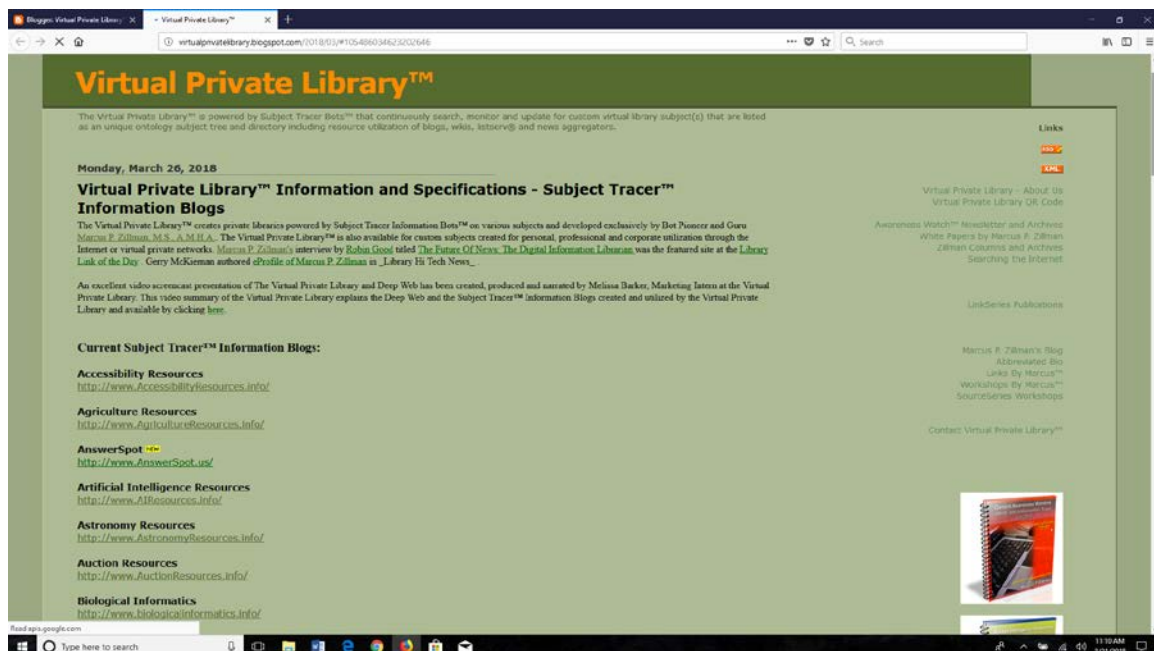 Blogger: Virtual Private Library
- Virtual Private Library™
virtualprivatelibrary.blogspot.com/2018/03/#105486034623202646
Search
Virtual Private Library™
The Virtual Private Library™ is powered by Subject Tracer Bots™ that continuously search, monitor and update for custom virtual library subject(s) that are listed
as an unique ontology subject tree and directory including resource utilization of blogs, wikis, listserv® and news aggregators.
Monday, March 26, 2018
Virtual Private Library™ Information and Specifications - Subject Tracer™
Information Blogs
The Virtual Private Library™ creates private libraries powered by Subject Tracer Information Bots™ on various subjects and developed exclusively by Bot Pioneer and Guru
Marcus P. Zillman, M.S., A.M.H.A.. The Virtual Private Library™ is also available for custom subjects created for personal, professional and corporate utilization through the
Internet or virtual private networks. Marcus P. Zillman's interview by Robin Good titled The Future Of News: The Digital Information Librarian was the featured site at the Library
Link of the Day. Gerry McKiernan authored eProfile of Marcus P. Zillman in _Library Hi Tech News_.
An excellent video screencast presentation of The Virtual Private Library and Deep Web has been created, produced and narrated by Melissa Barker, Marketing Intern at the Virtual
Private Library. This video summary of the Virtual Private Library explains the Deep Web and the Subject Tracer™ Information Blogs created and utilized by the Virtual Private
Library and available by clicking here.
Current Subject Tracer™ Information Blogs:
Accessibility Resources
http://www.AccessibilityResources.info/
Agriculture Resources
http://www.AgricultureResources.info/
AnswerSpot NEW
http://www.AnswerSpot.us/
Artificial Intelligence Resources
http://www.AIResources.info/
Astronomy Resources
http://www.AstronomyResources.info/
Auction Resources
http://www.AuctionResources.info/
Biological Informatics
http://www.biologicalinformatics.info/
Links
RSS
XML
Virtual Private Library - About Us
Virtual Private Library QR Code
Awareness Watch™ Newsletter and Archives
White Papers by Marcus P. Zillman
Zillman Columns and Archives
Searching the Internet
LinkSeries Publications
Marcus P. Zillman's Blog
Abbreviated Bio
Links By Marcus™
Workshops By Marcus™
SourceSeries Workshops
Contact Virtual Private Library™
Read apis.google.com
Type here to search
11:10 AM